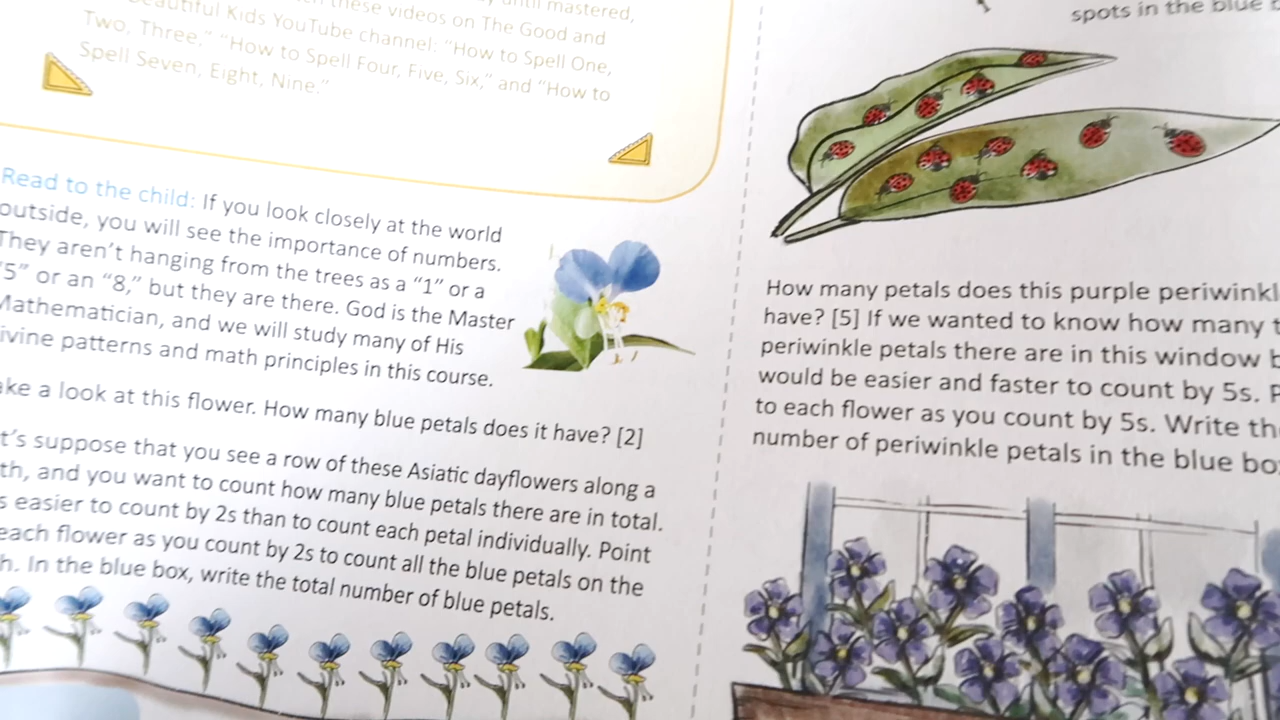 until mastered,
these videos on The Good and
Beautiful Kids YouTube channel: "How to Spell One,
Two, Three," "How to Spell Four, Five, Six," and "How to
Spell Seven, Eight, Nine."
Read to the child: If you look closely at the world
outside, you will see the importance of numbers.
They aren't hanging from the trees as a "1" or a
"5" or an "8," but they are there. God is the Master
Mathematician, and we will study many of His
divine patterns and math principles in this course.
ake a look at this flower. How many blue petals does it have? [2]
t's suppose that you see a row of these Asiatic dayflowers along a
th, and you want to count how many blue petals there are in total.
s easier to count by 2s than to count each petal individually. Point
each flower as you count by 2s to count all the blue petals on the
h. In the blue box, write the total number of blue petals.
spots in the blue
How many petals does this purple periwinkl
have? [5] If we wanted to know how many t
periwinkle petals there are in this window b
would be easier and faster to count by 5s. P
to each flower as you count by 5s. Write th
number of periwinkle petals in the blue bo